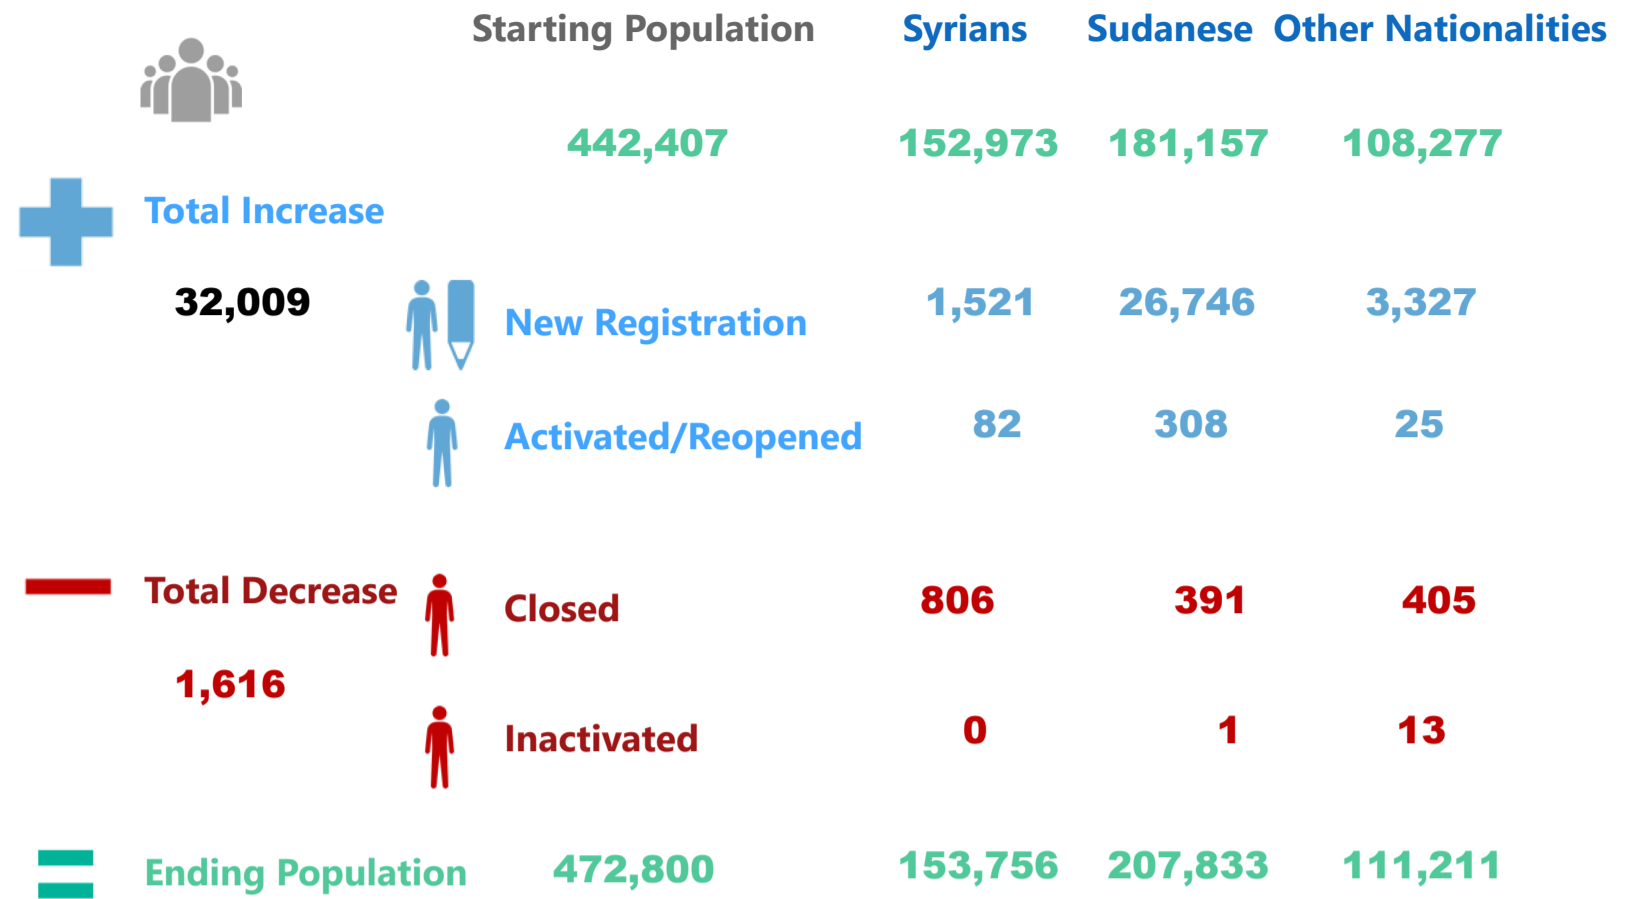 Starting Population Syrians Sudanese Other Nationalities
442,407 152,973 181,157 108,277
Total Increase
32,009
New Registration 1,521 26,746 3,327
Activated/Reopened 82 308 25
Total Decrease
1,616
Closed 806 391 405
Inactivated 0 1 13
Ending Population 472,800 153,756 207,833 111,211